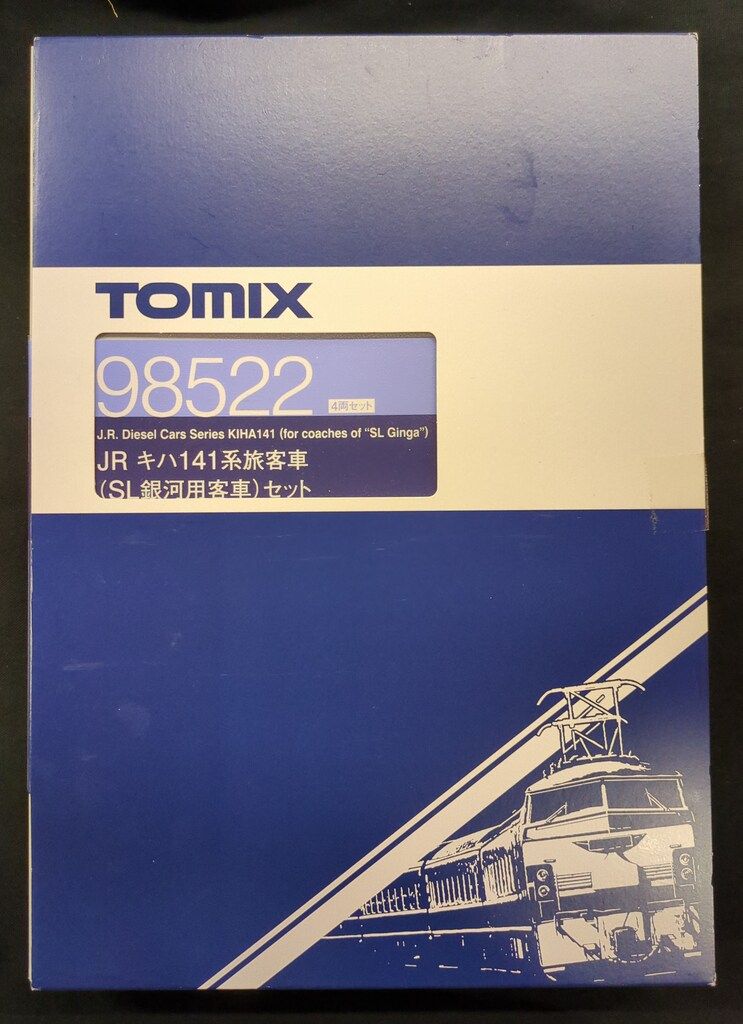 TOMIX
98522
4両セット
J.R. Diesel Cars Series KIHA141 (for coaches of “SL Ginga”)
JR キハ141系旅客車
(SL銀河用客車)セット